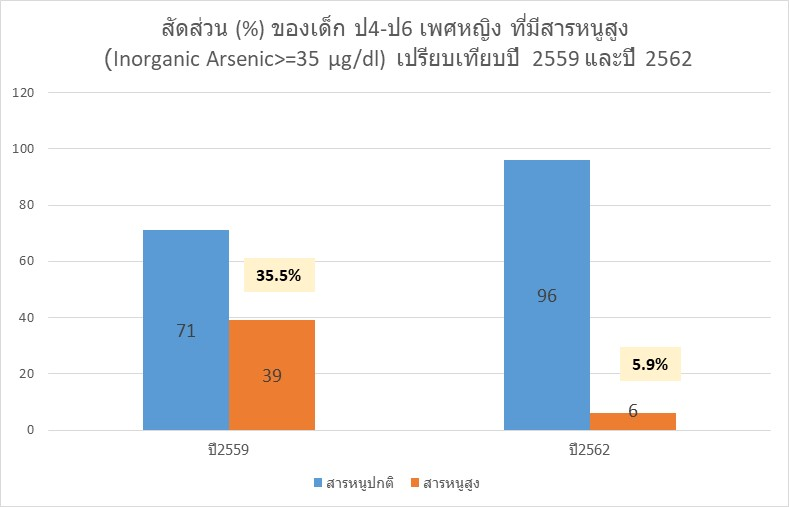 สัดส่วน (%) ของเด็ก ป4-ป6 เพศหญิง ที่มีสารหนูสูง
(Inorganic Arsenic>=35 µg/dl) เปรียบเทียบปี 2559 และปี 2562
120
100
80
60
40
20
0
71
35.5%
39
96
5.9%
6
ปี2559
ปี2562
สารหนูปกติ
สารหนูสูง